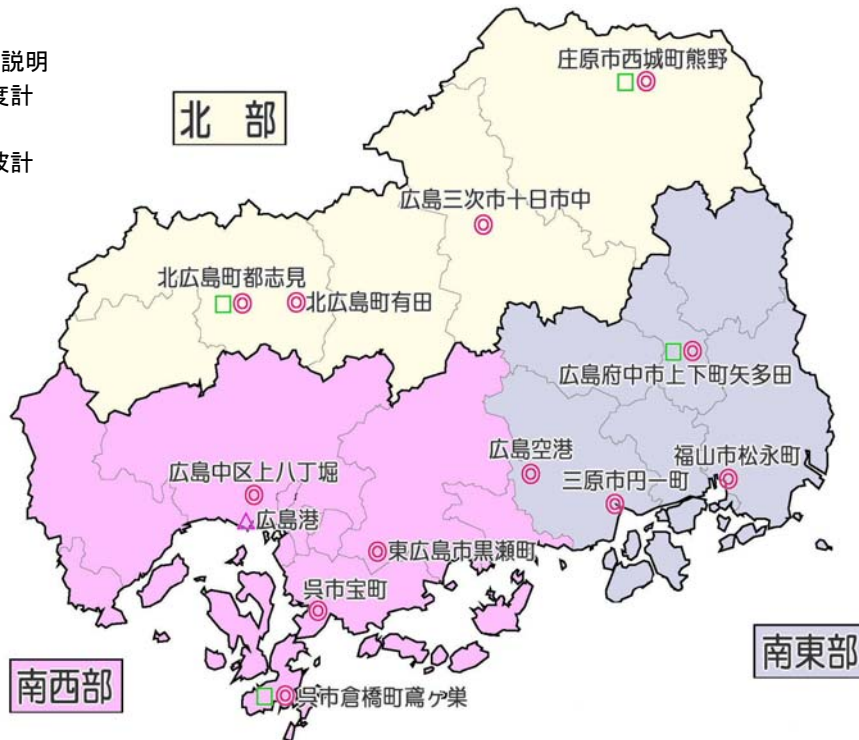 説明
度計
波計
北部
庄原市西城町熊野
広島三次市十日市中
北広島町都志見
北広島町有田
広島府中市上下町矢多田
広島空港
福山市松永町
三原市円一町
広島中区上八丁堀
広島港
東広島市黒瀬町
呉市宝町
南東部
南西部
呉市倉橋町鳶ケ巣